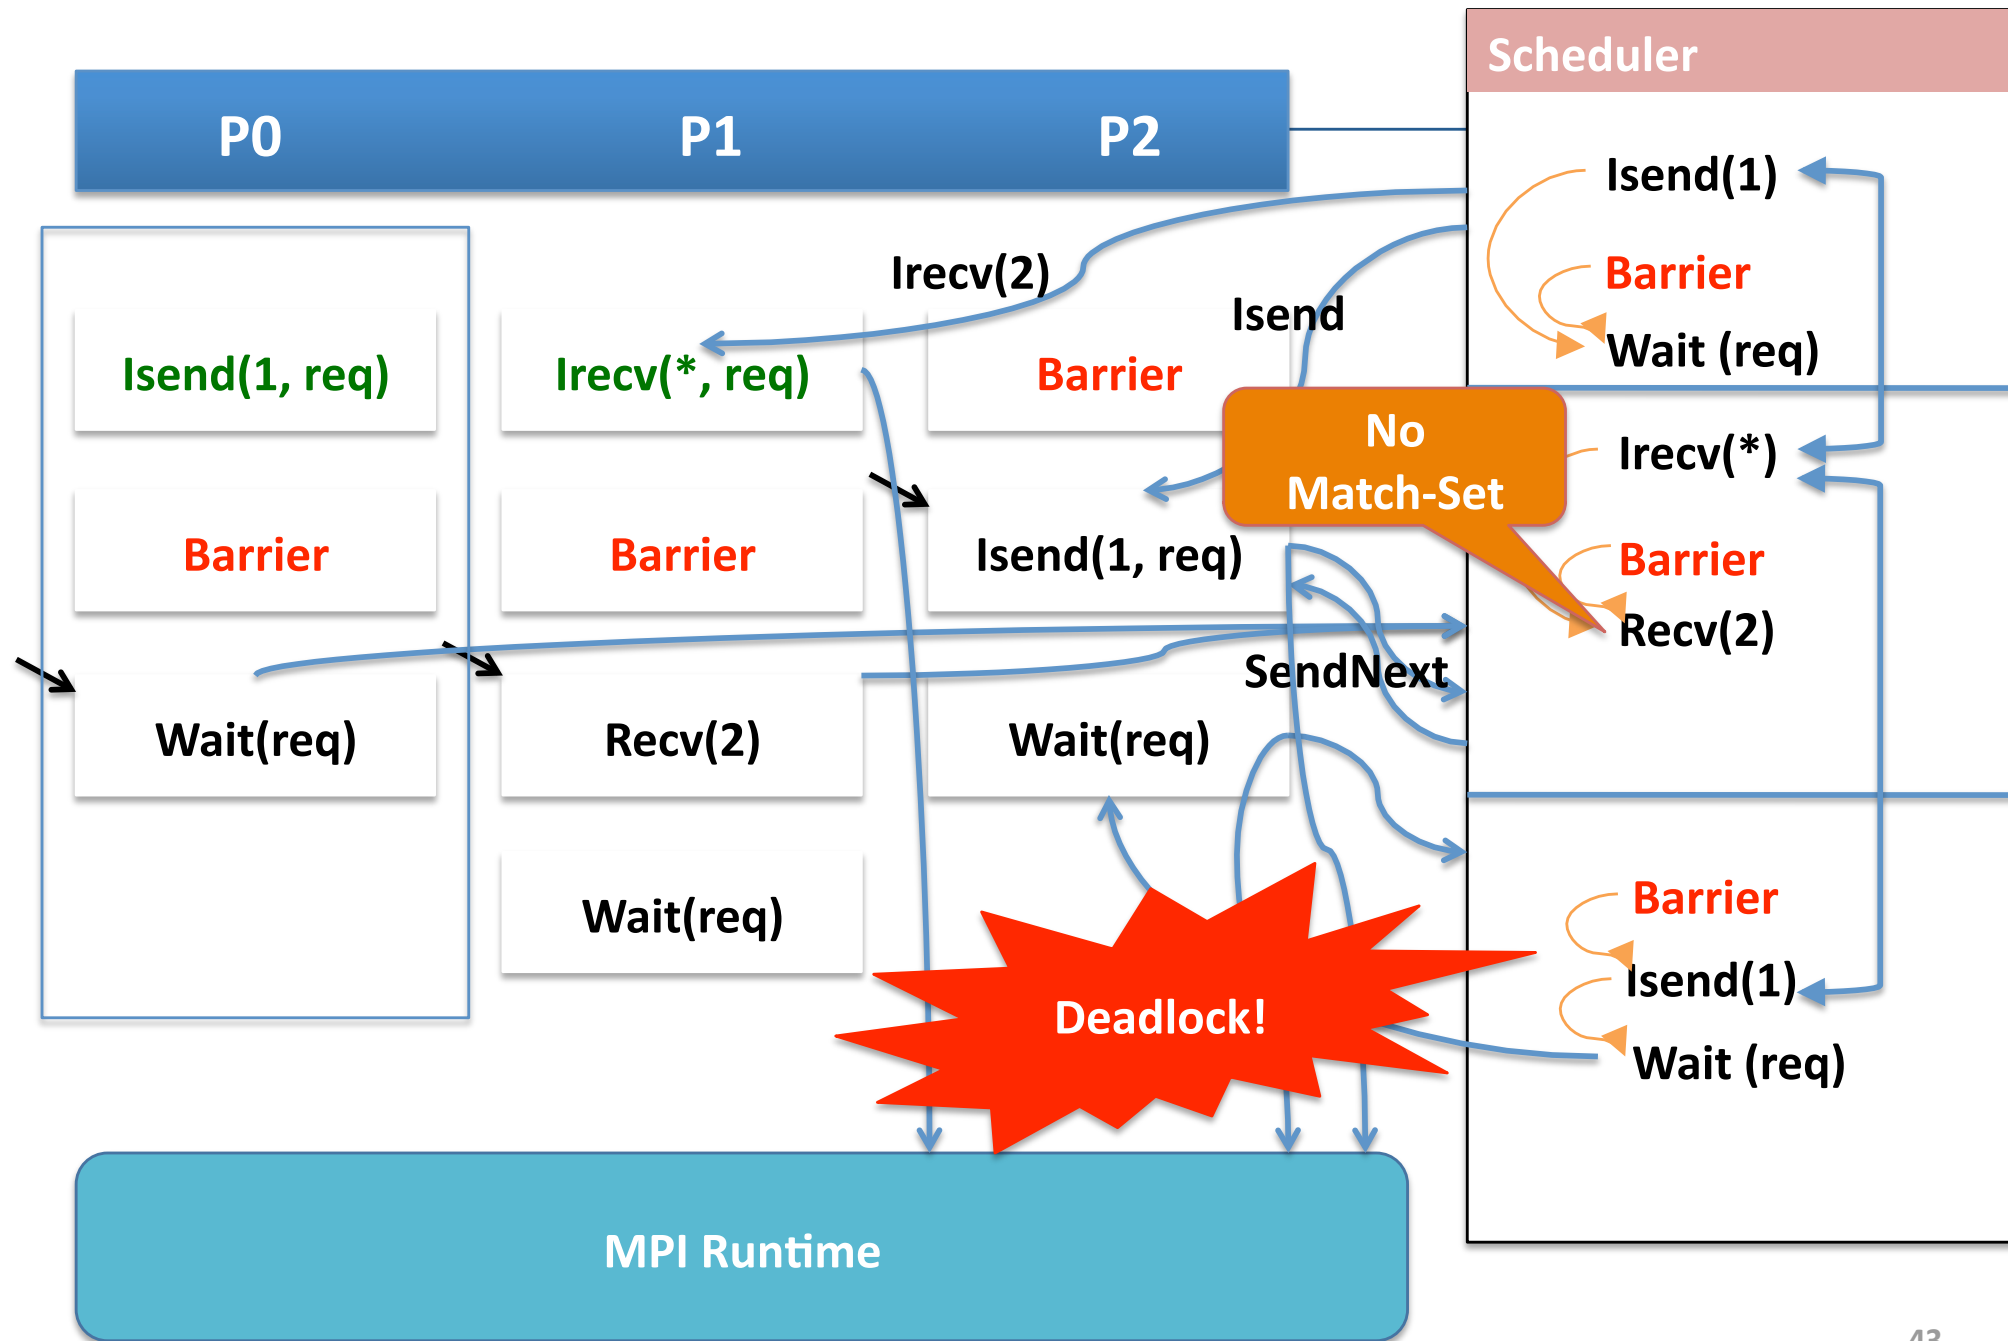 Scheduler
P0
P1
P2
Isend(1)
Irecv(2)
Barrier
Isend
Wait (req)
Isend(1, req)
Irecv(*, req)
Barrier
No
Match-Set
Irecv(*)
Barrier
Barrier
Isend(1, req)
Barrier
Recv(2)
SendNext
Wait(req)
Recv(2)
Wait(req)
Wait(req)
Barrier
Isend(1)
Deadlock!
Wait (req)
MPI Runtime
43